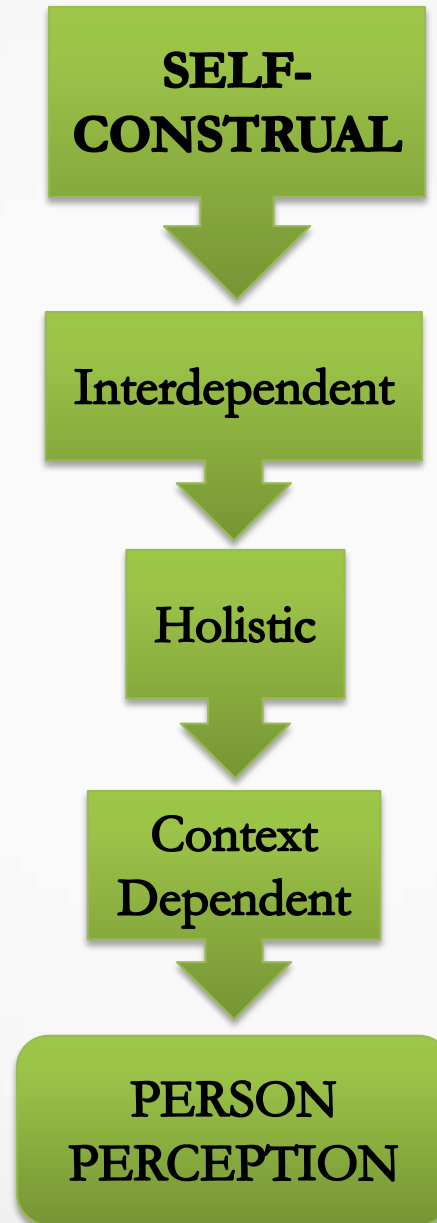 SELF-
CONSTRUAL
Interdependent
Holistic
Context
Dependent
PERSON
PERCEPTION